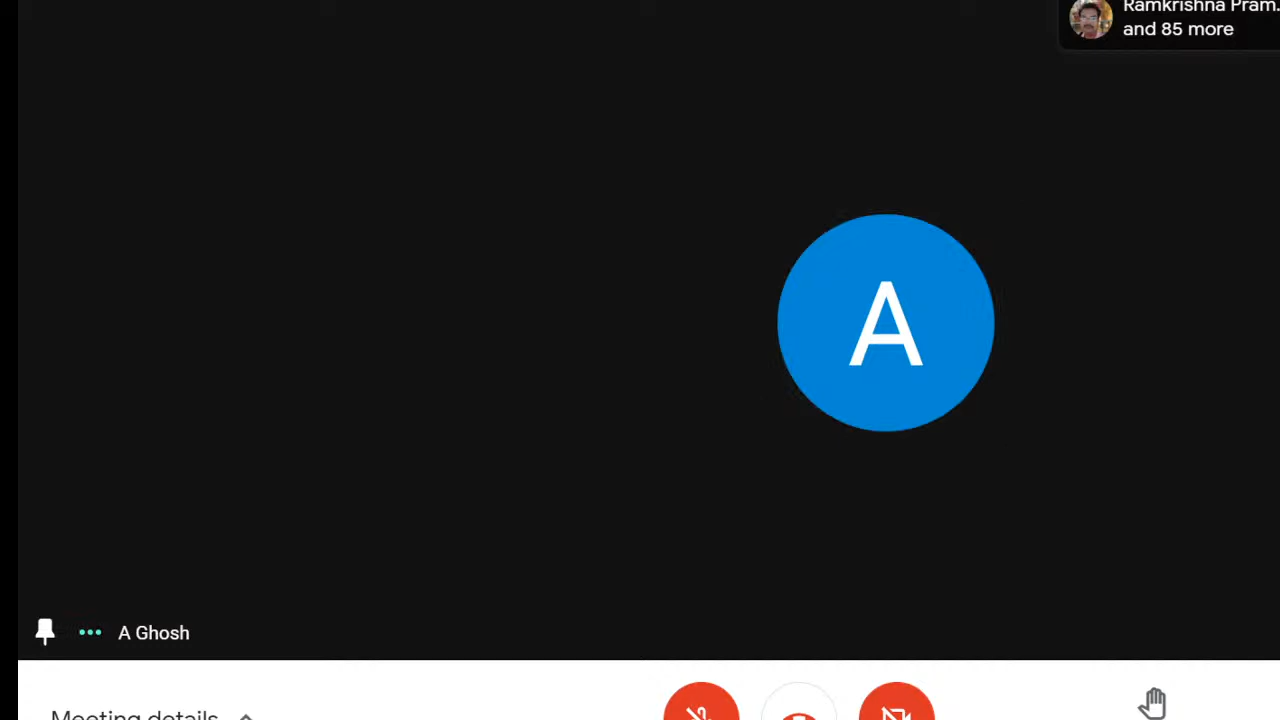 Ramkrishna Pram...
and 85 more
A
A Ghosh
Meeting details